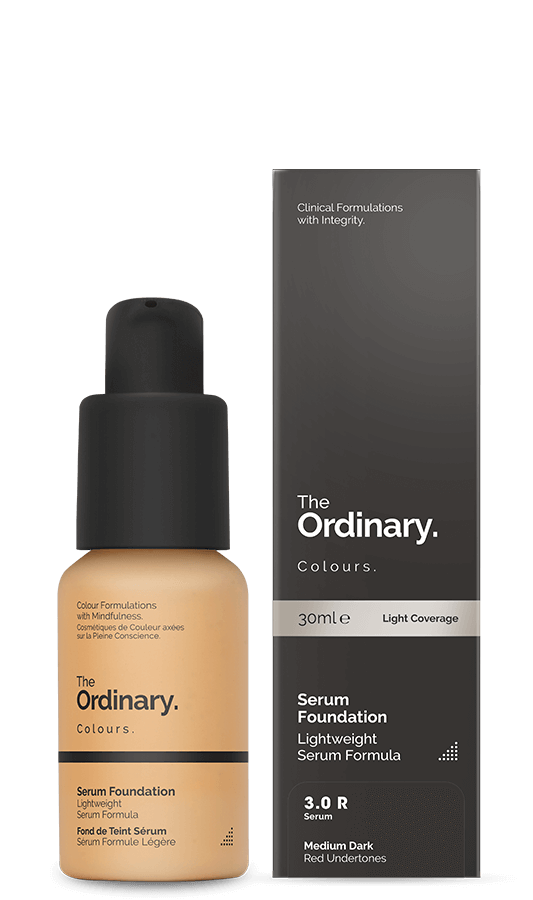 Clinical Formulations
with Integrity.
The
Ordinary.
Colours.
30ml e
Light Coverage
Serum
Foundation
Lightweight
Serum Formula
3.0 R
Serum
Medium Dark
Red Undertones
Colour Formulations
with Mindfulness.
Cosmétiques de Couleur axées
sur la Pleine Conscience.
The
Ordinary.
Colours.
Serum Foundation
Lightweight
Serum Formula
Fond de Teint Sérum
Sérum Formule Légère